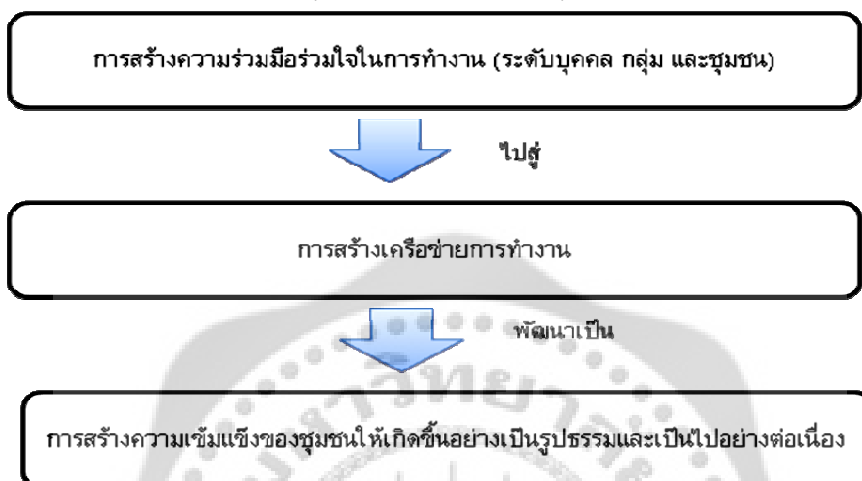 การสร้างความร่วมมือร่วมใจในการทำงาน (ระดับบุคคล กลุ่ม และชุมชน)
ไปสู่
การสร้างเครือข่ายการทำงาน
พัฒนาเป็น
การสร้างความเข้มแข็งของชุมชนให้เกิดขึ้นอย่างเป็นรูปธรรมและเป็นไปอย่างต่อเนื่อง